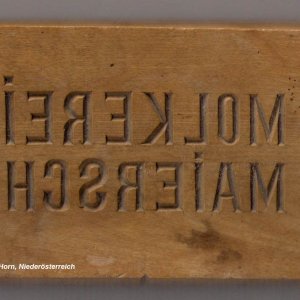 MOLKEREI
MAIERSCH
Horn, Niederösterreich